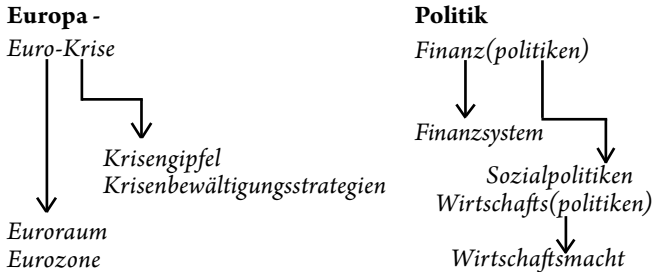 Europa -
Euro-Krise
Krisengipfel
Krisenbewältigungsstrategien
Euroraum
Eurozone
Politik
Finanz(politiken)
Finanzsystem
Sozialpolitiken
Wirtschafts(politiken)
Wirtschaftsmacht